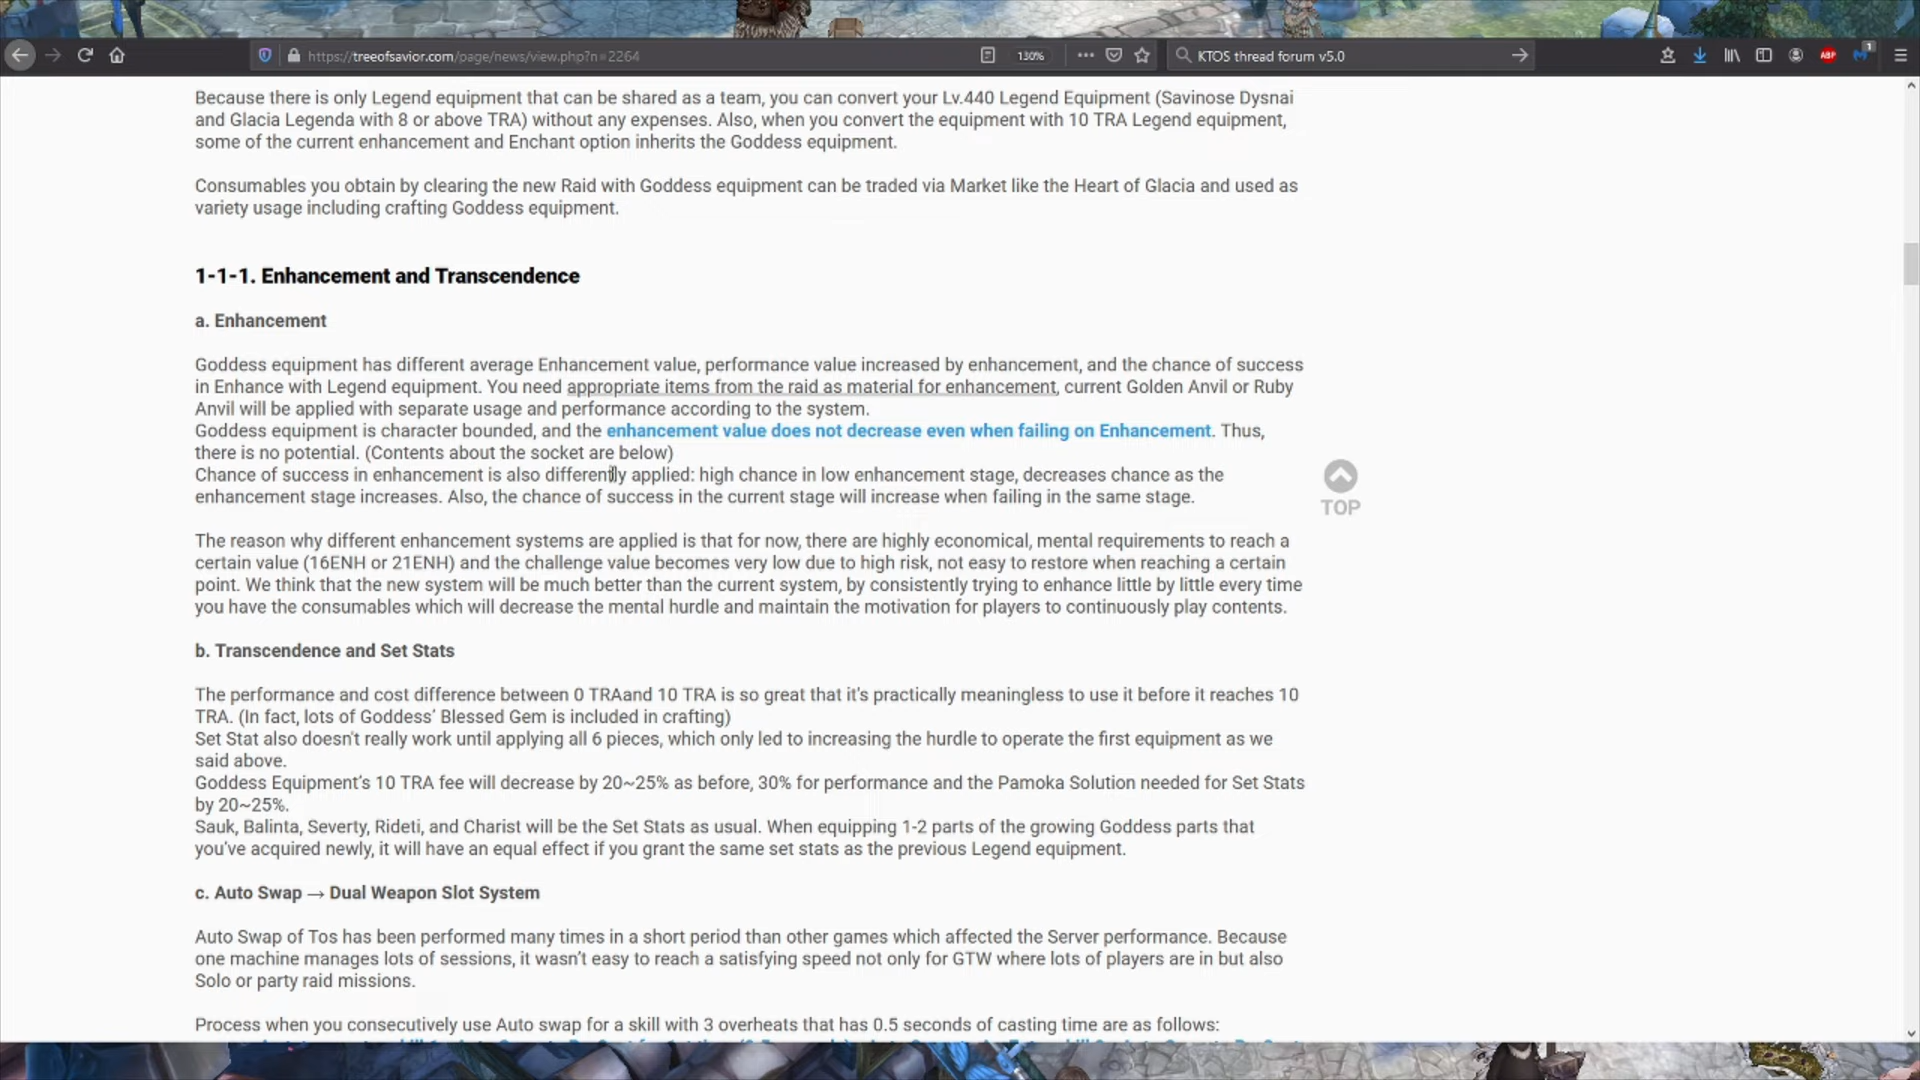 https://treeofsavior.com/page/news/view.php?n=2264
130%
KTOS thread forum v5.0
ABP
1
Because there is only Legend equipment that can be shared as a team, you can convert your Lv.440 Legend Equipment (Savinose Dysnai
and Glacia Legenda with 8 or above TRA) without any expenses. Also, when you convert the equipment with 10 TRA Legend equipment,
some of the current enhancement and Enchant option inherits the Goddess equipment.
Consumables you obtain by clearing the new Raid with Goddess equipment can be traded via Market like the Heart of Glacia and used as
variety usage including crafting Goddess equipment.
1-1-1. Enhancement and Transcendence
a. Enhancement
Goddess equipment has different average Enhancement value, performance value increased by enhancement, and the chance of success
in Enhance with Legend equipment. You need appropriate items from the raid as material for enhancement, current Golden Anvil or Ruby
Anvil will be applied with separate usage and performance according to the system.
Goddess equipment is character bounded, and the enhancement value does not decrease even when failing on Enhancement. Thus,
there is no potential. (Contents about the socket are below)
Chance of success in enhancement is also differently applied: high chance in low enhancement stage, decreases chance as the
enhancement stage increases. Also, the chance of success in the current stage will increase when failing in the same stage.
TOP
The reason why different enhancement systems are applied is that for now, there are highly economical, mental requirements to reach a
certain value (16ENH or 21ENH) and the challenge value becomes very low due to high risk, not easy to restore when reaching a certain
point. We think that the new system will be much better than the current system, by consistently trying to enhance little by little every time
you have the consumables which will decrease the mental hurdle and maintain the motivation for players to continuously play contents.
b. Transcendence and Set Stats
The performance and cost difference between 0 TRAand 10 TRA is so great that it's practically meaningless to use it before it reaches 10
TRA. (In fact, lots of Goddess' Blessed Gem is included in crafting)
Set Stat also doesn't really work until applying all 6 pieces, which only led to increasing the hurdle to operate the first equipment as we
said above.
Goddess Equipment's 10 TRA fee will decrease by 20~25% as before, 30% for performance and the Pamoka Solution needed for Set Stats
by 20~25%.
Sauk, Balinta, Severty, Rideti, and Charist will be the Set Stats as usual. When equipping 1-2 parts of the growing Goddess parts that
you've acquired newly, it will have an equal effect if you grant the same set stats as the previous Legend equipment.
c. Auto Swap → Dual Weapon Slot System
Auto Swap of Tos has been performed many times in a short period than other games which affected the Server performance. Because
one machine manages lots of sessions, it wasn't easy to reach a satisfying speed not only for GTW where lots of players are in but also
Solo or party raid missions.
Process when you consecutively use Auto swap for a skill with 3 overheats that has 0.5 seconds of casting time are as follows: